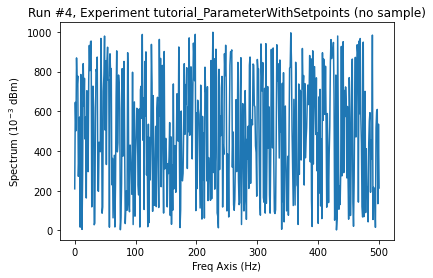 Run #4, Experiment tutorial_ParameterWithSetpoints (no sample)
1000
800
600
400
200
0
Spectrum (10⁻³ dBm)
0 100 200 300 400 500
Freq Axis (Hz)